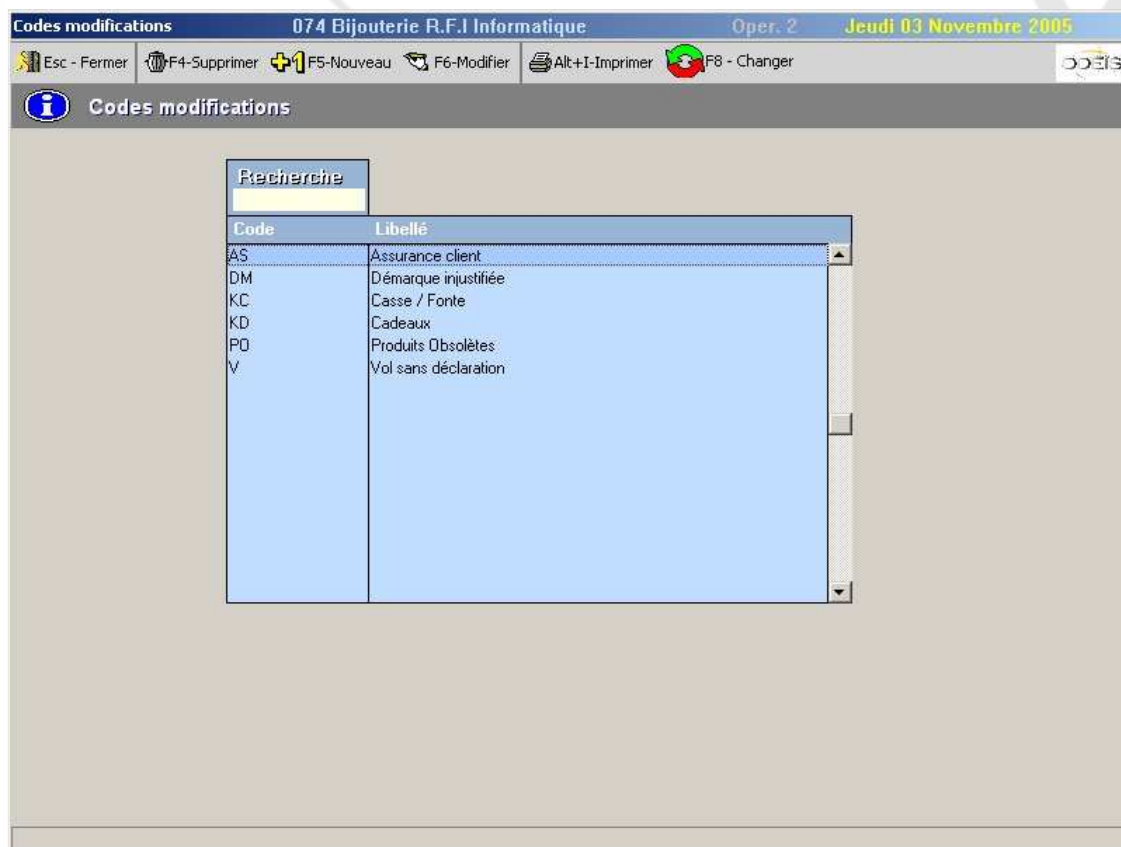 Codes modifications 074 Bijouterie R.F.I Informatique Oper. 2 Jeudi 03 Novembre 2005
Esc - Fermer F4-Supprimer F5-Nouveau F6-Modifier Alt+I-Imprimer F8 - Changer
Codes modifications
Recherche
Code Libellé
AS Assurance client
DM Démarque injustifiée
KC Casse / Fonte
KD Cadeaux
PO Produits Obsolètes
V Vol sans déclaration